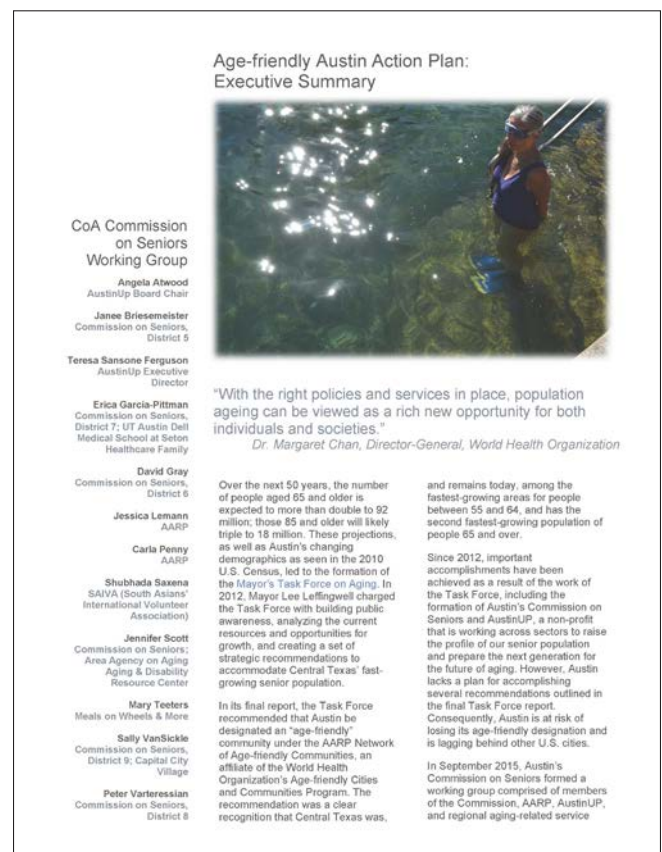 Age-friendly Austin Action Plan:
Executive Summary
CoA Commission
on Seniors
Working Group
Angela Atwood
AustinUp Board Chair
Janee Briesemeister
Commission on Seniors,
District 5
Teresa Sansone Ferguson
AustinUp Executive
Director
Erica Garcia-Pittman
Commission on Seniors,
District 7; UT Austin Dell
Medical School at Seton
Healthcare Family
David Gray
Commission on Seniors,
District 6
Jessica Lemann
AARP
Carla Penny
AARP
Shubhada Saxena
SAIVA (South Asians'
International Volunteer
Association)
Jennifer Scott
Commission on Seniors;
Area Agency on Aging
Aging & Disability
Resource Center
Mary Teeters
Meals on Wheels & More
Sally VanSickle
Commission on Seniors,
District 9; Capital City
Village
Peter Varteressian
Commission on Seniors,
District 8
"With the right policies and services in place, population
ageing can be viewed as a rich new opportunity for both
individuals and societies."
Dr. Margaret Chan, Director-General, World Health Organization
Over the next 50 years, the number
of people aged 65 and older is
expected to more than double to 92
million; those 85 and older will likely
triple to 18 million. These projections,
as well as Austin's changing
demographics as seen in the 2010
U.S. Census, led to the formation of
the Mayor's Task Force on Aging. In
2012, Mayor Lee Leffingwell charged
the Task Force with building public
awareness, analyzing the current
resources and opportunities for
growth, and creating a set of
strategic recommendations to
accommodate Central Texas' fast-
growing senior population.
In its final report, the Task Force
recommended that Austin be
designated an "age-friendly"
community under the AARP Network
of Age-friendly Communities, an
affiliate of the World Health
Organization's Age-friendly Cities
and Communities Program. The
recommendation was a clear
recognition that Central Texas was,
and remains today, among the
fastest-growing areas for people
between 55 and 64, and has the
second fastest-growing population of
people 65 and over.
Since 2012, important
accomplishments have been
achieved as a result of the work of
the Task Force, including the
formation of Austin's Commission on
Seniors and AustinUP, a non-profit
that is working across sectors to raise
the profile of our senior population
and prepare the next generation for
the future of aging. However, Austin
lacks a plan for accomplishing
several recommendations outlined in
the final Task Force report.
Consequently, Austin is at risk of
losing its age-friendly designation and
is lagging behind other U.S. cities.
In September 2015, Austin's
Commission on Seniors formed a
working group comprised of members
of the Commission, AARP, AustinUP,
and regional aging-related service